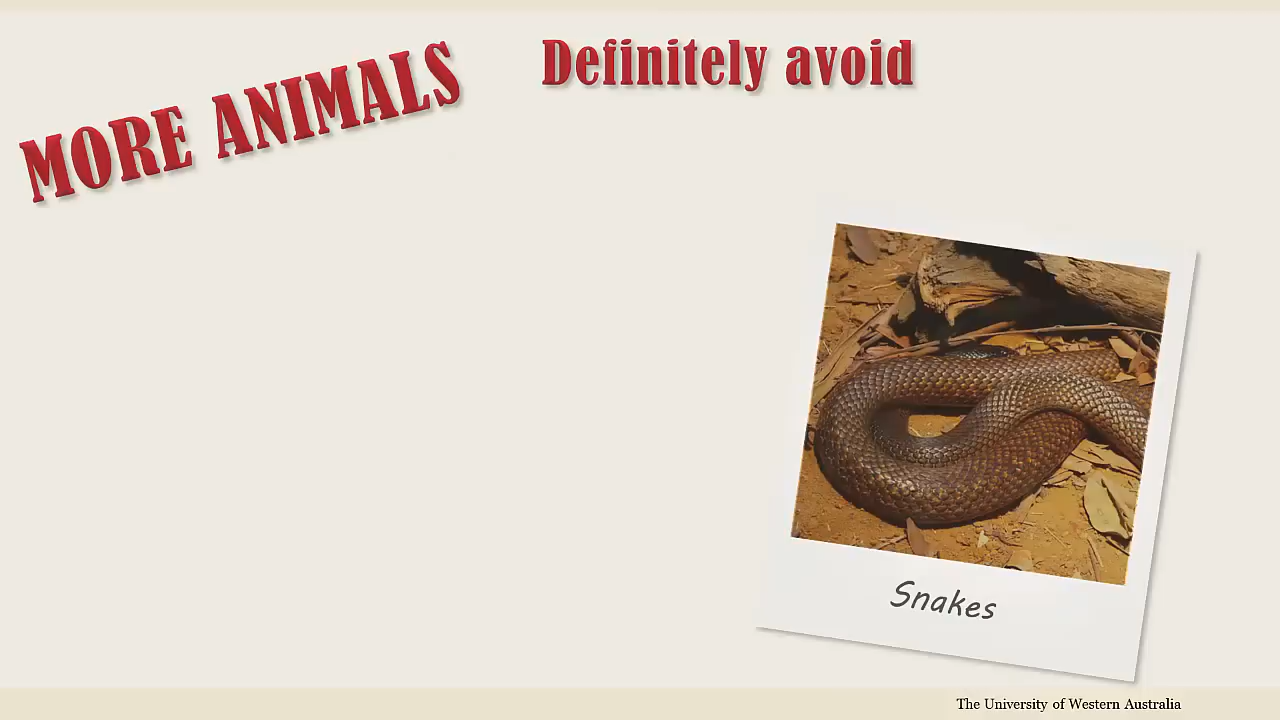 MORE ANIMALS
Definitely avoid
Snakes
The University of Western Australia